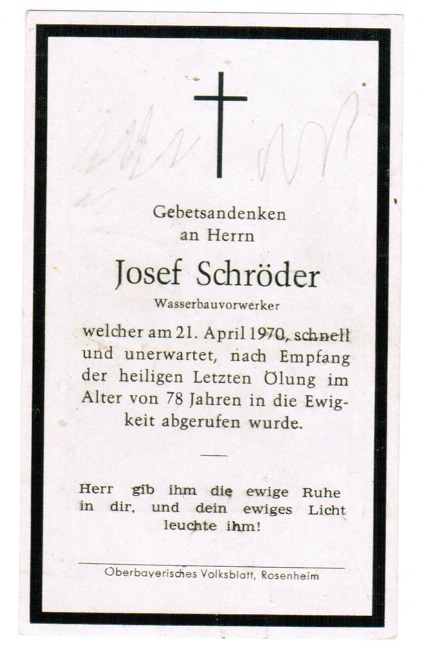 Gebetsandenken
an Herrn
Josef Schröder
Wasserbauvorwerker
welcher am 21. April 1970, schnell
und unerwartet, nach Empfang
der heiligen Letzten Ölung im
Alter von 78 Jahren in die Ewig-
keit abgerufen wurde.
Herr gib ihm die ewige Ruhe
in dir, und dein ewiges Licht
leuchte ihm!
Oberbayerisches Volksblatt, Rosenheim